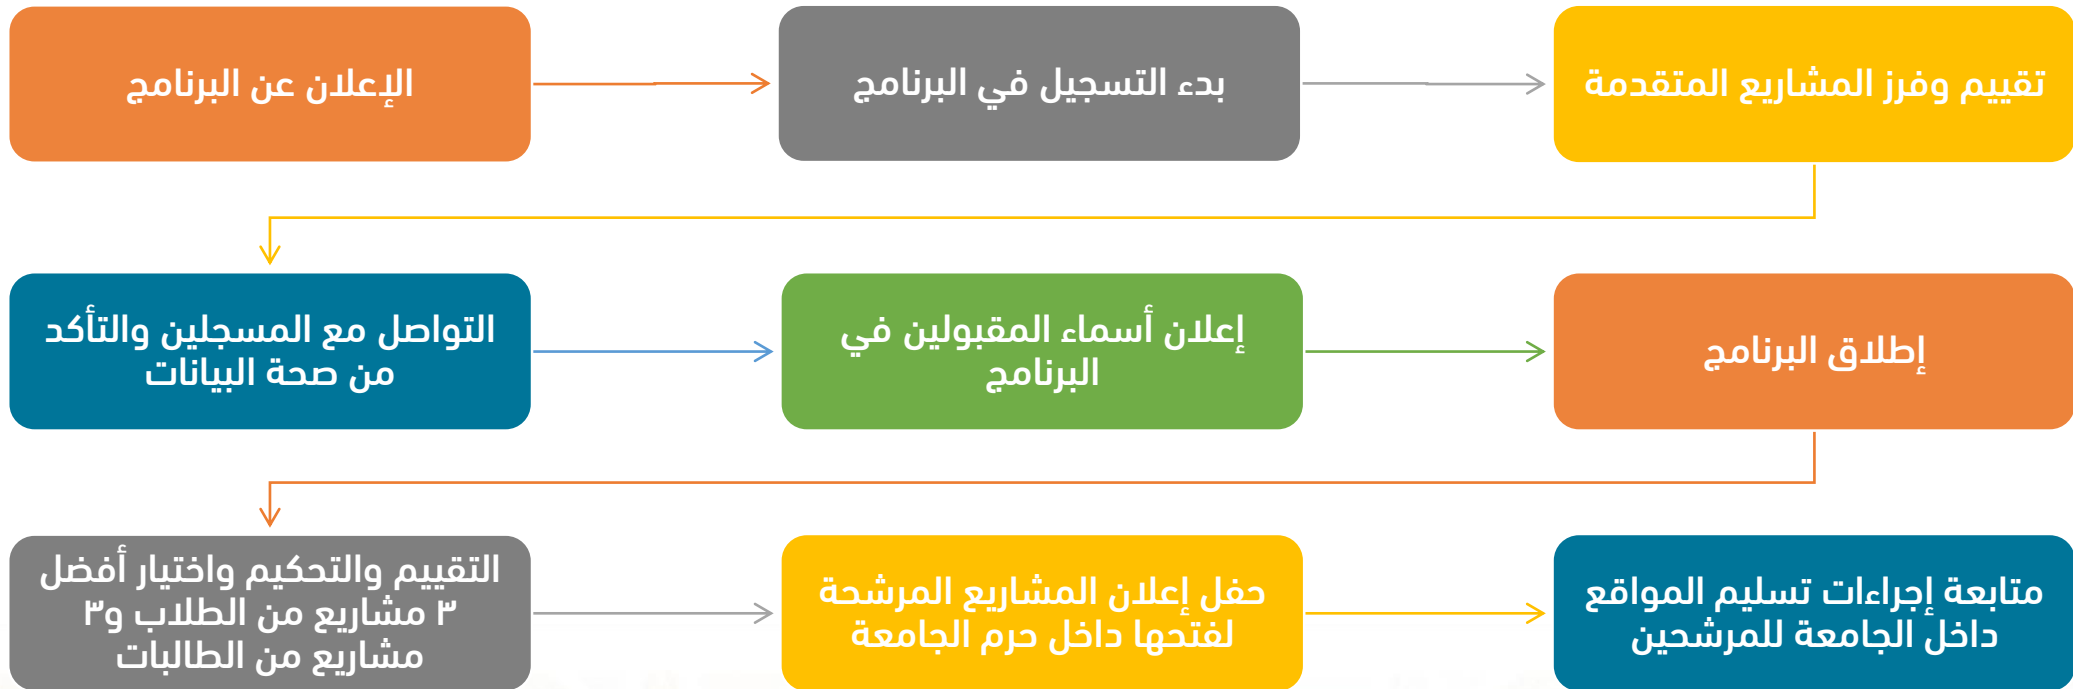 الإعلان عن البرنامج
بدء التسجيل في البرنامج
تقييم وفرز المشاريع المتقدمة
التواصل مع المسجلين والتأكد
من صحة البيانات
إعلان أسماء المقبولين في
البرنامج
إطلاق البرنامج
التقييم والتحكيم واختيار أفضل
٣ مشاريع من الطلاب و٣
مشاريع من الطالبات
حفل إعلان المشاريع المرشحة
لفتحها داخل حرم الجامعة
متابعة إجراءات تسليم المواقع
داخل الجامعة للمرشحين